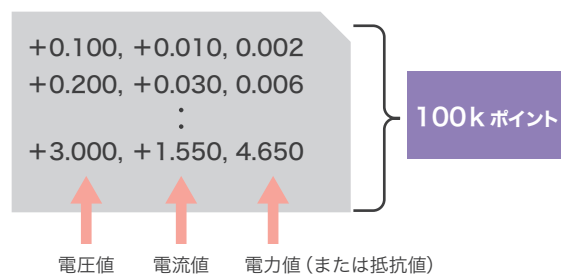 +0.100, +0.010, 0.002
+0.200, +0.030, 0.006
:
+3.000, +1.550, 4.650
100k ポイント
電圧値 電流値 電力値（または抵抗値）